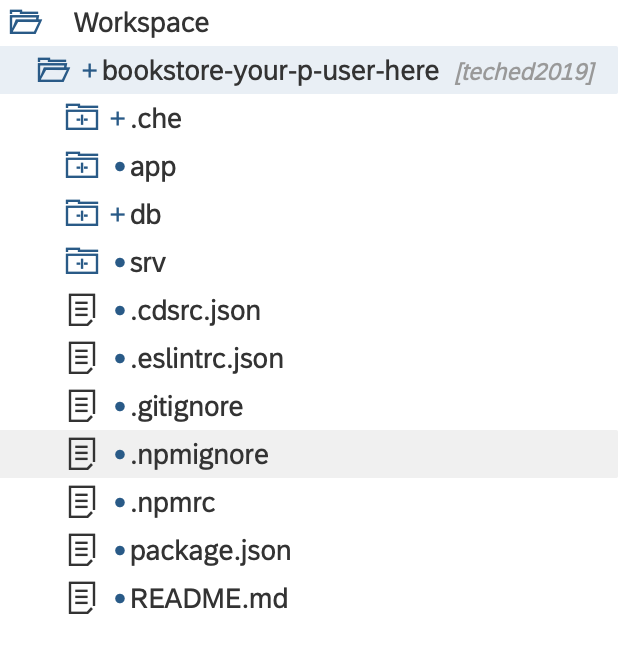 Workspace
+ bookstore-your-p-user-here [teched2019]
+ .che
• app
+ db
• srv
• .cdsrc.json
• .eslintrc.json
• .gitignore
• .npmignore
• .npmrc
• package.json
• README.md